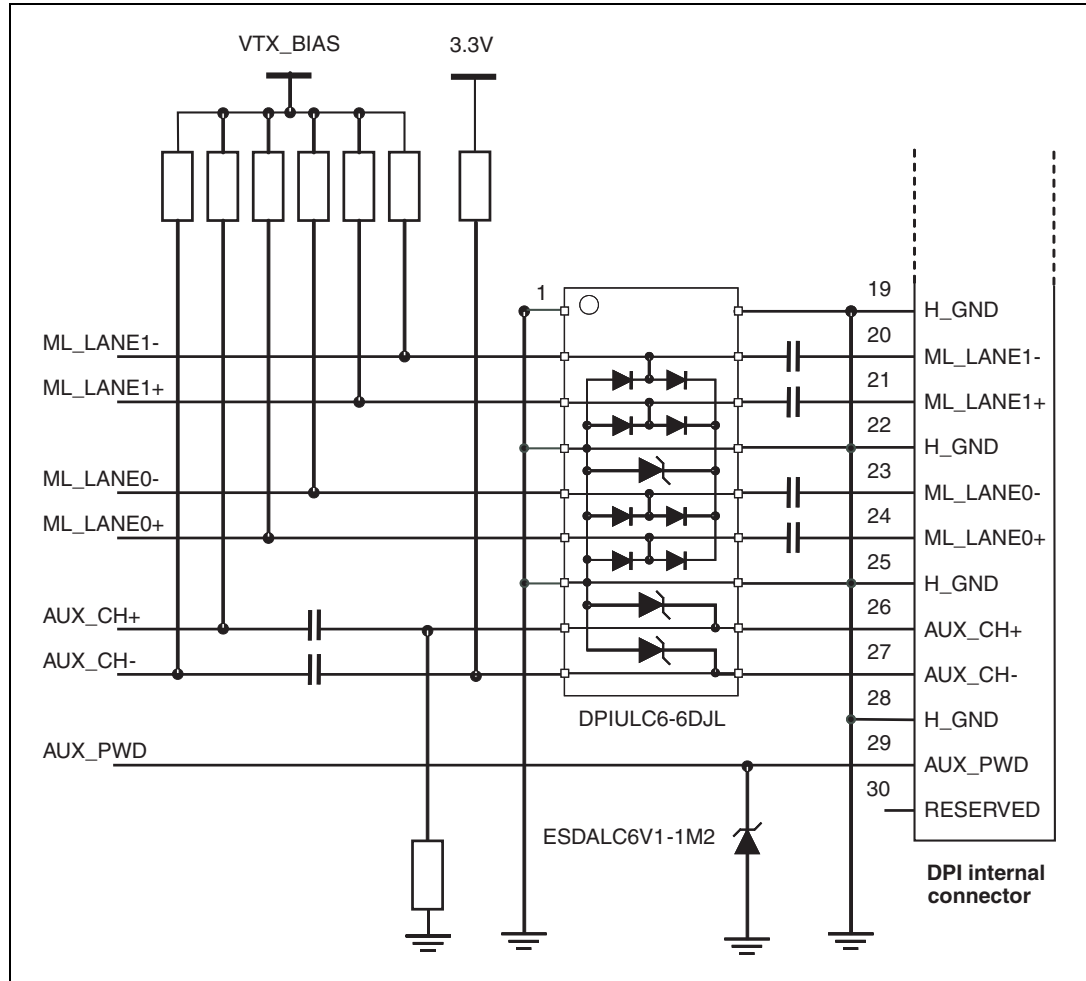 VTX_BIAS
3.3V
1
19
H_GND
20
ML_LANE1-
ML_LANE1-
21
ML_LANE1+
ML_LANE1+
22
H_GND
23
ML_LANE0-
ML_LANE0-
24
ML_LANE0+
ML_LANE0+
25
H_GND
26
AUX_CH+
AUX_CH+
27
AUX_CH-
AUX_CH-
28
DPIULC6-6DJL
H_GND
29
AUX_PWD
AUX_PWD
30
RESERVED
ESDALC6V1-1M2
DPI internal
connector